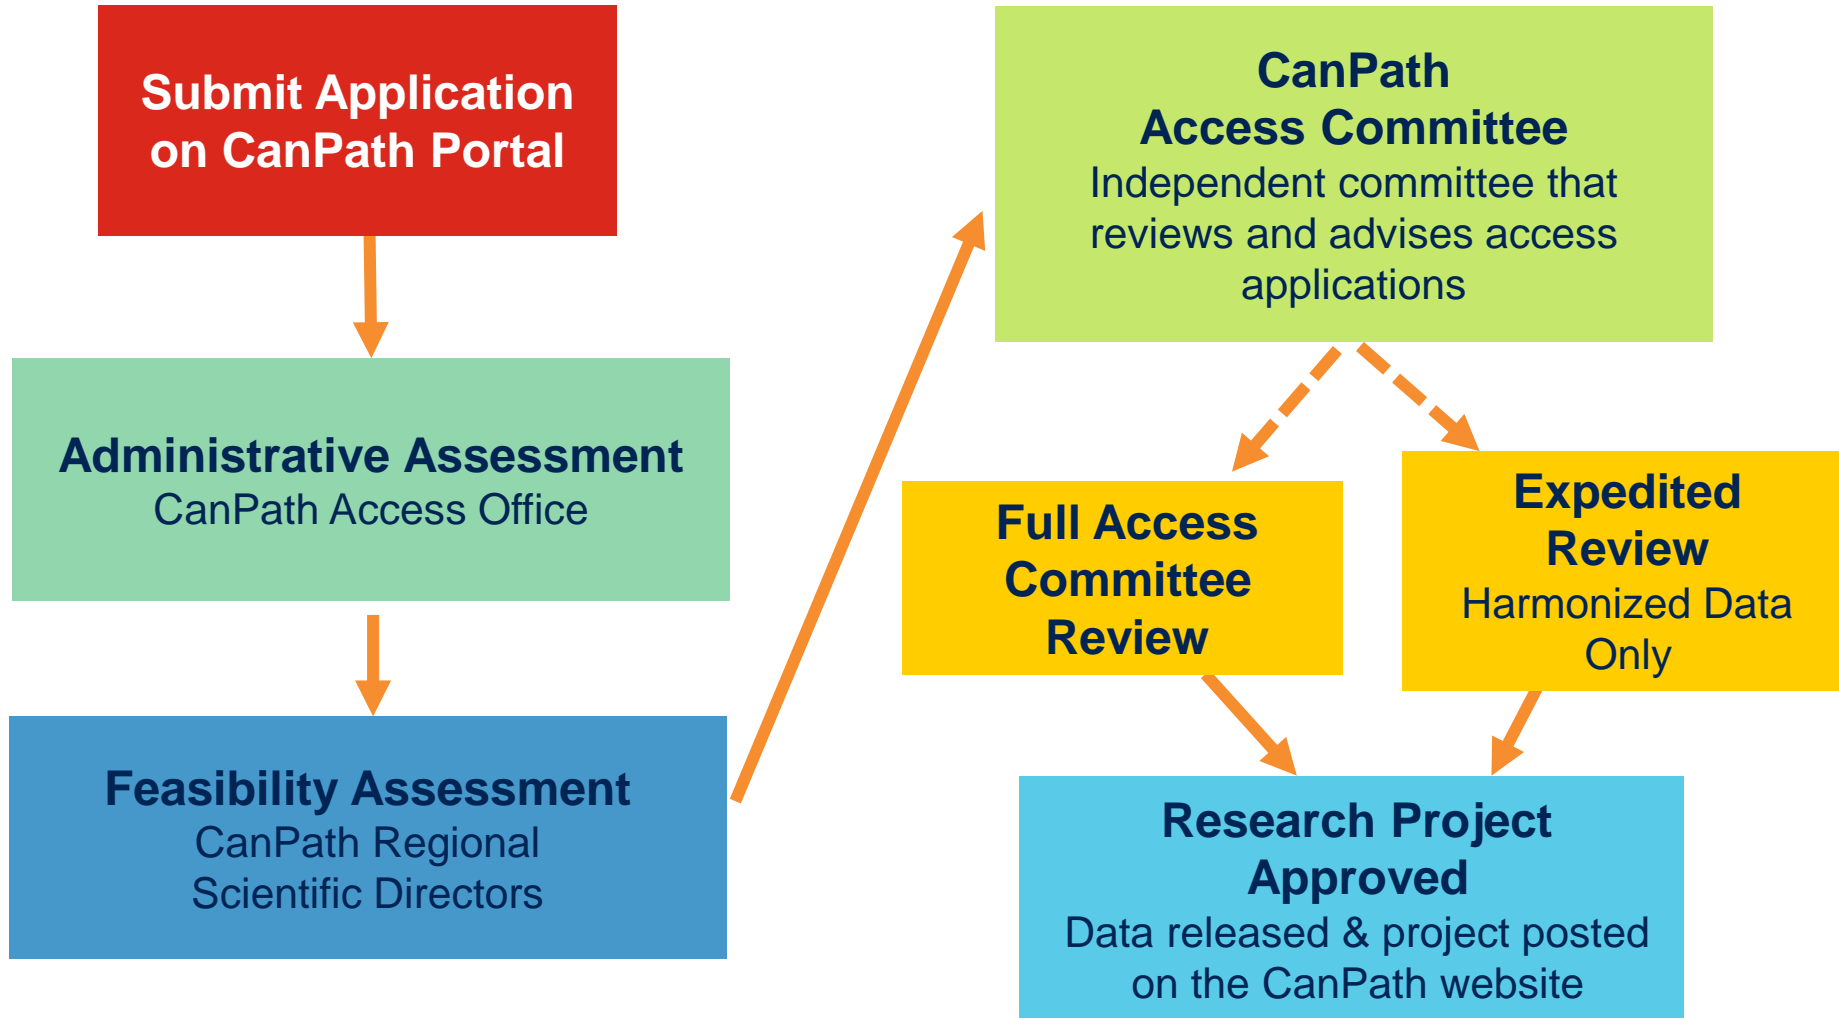 Submit Application
on CanPath Portal
Administrative Assessment
CanPath Access Office
Feasibility Assessment
CanPath Regional
Scientific Directors
CanPath
Access Committee
Independent committee that
reviews and advises access
applications
Full Access
Committee
Review
Expedited
Review
Harmonized Data
Only
Research Project
Approved
Data released & project posted
on the CanPath website